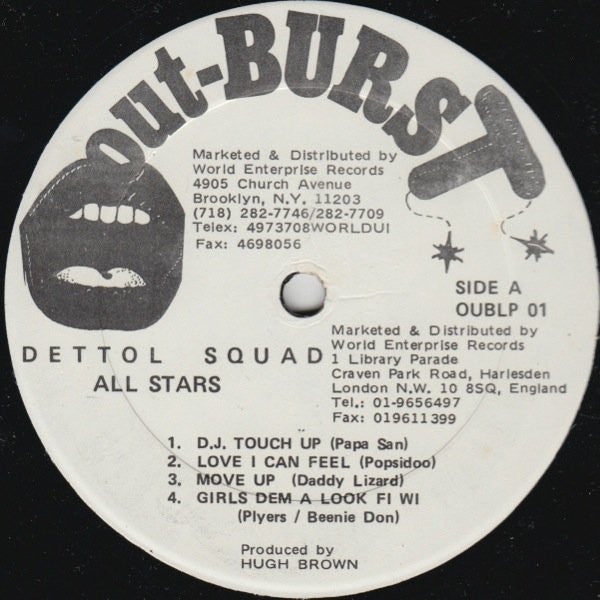 out-BURST
Marketed & Distributed by
World Enterprise Records
4905 Church Avenue
Brooklyn, N.Y. 11203
(718) 282-7746/282-7709
Telex: 4973708WORLDUI
Fax: 4698056
SIDE A
OUBLP 01
Marketed & Distributed by
World Enterprise Records
1 Library Parade
Craven Park Road, Harlesden
London N.W. 10 8SQ, England
Tel.: 01-9656497
Fax: 019611399
DETTOL SQUAD
ALL STARS
1. D.J. TOUCH UP (Papa San)
2. LOVE I CAN FEEL (Popsidoo)
3. MOVE UP (Daddy Lizard)
4. GIRLS DEM A LOOK FI WI
(Plyers / Beenie Don)
Produced by
HUGH BROWN